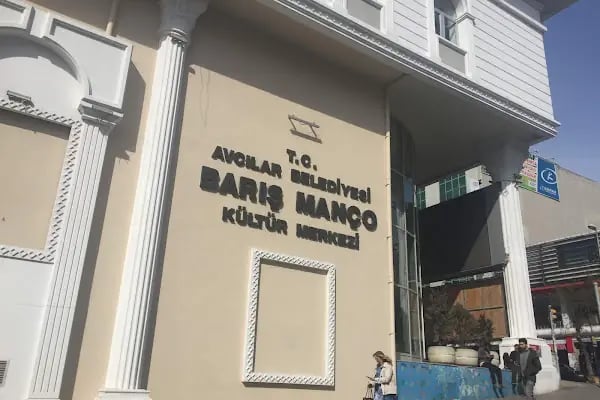 T.C.
AVCILAR BELEDİYESİ
BARIŞ MANÇO
KÜLTÜR MERKEZİ